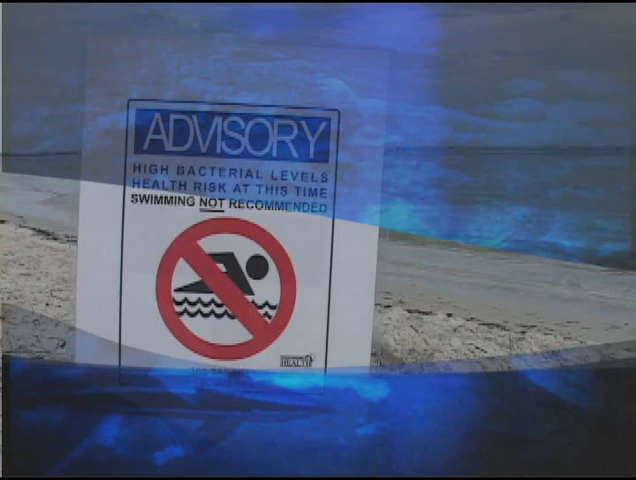 ADVISORY
HIGH BACTERIAL LEVELS
HEALTH RISK AT THIS TIME
SWIMMING NOT RECOMMENDED
HEALTH